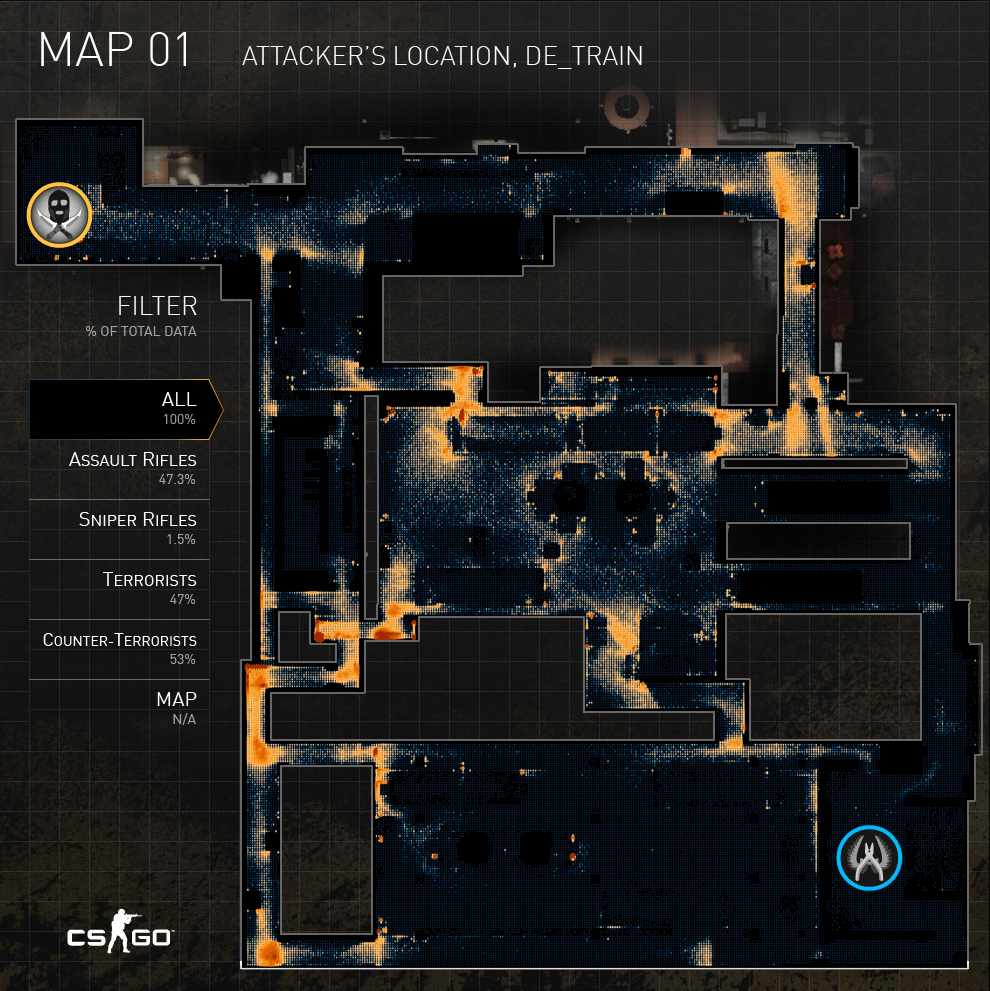 MAP 01
ATTACKER'S LOCATION, DE_TRAIN
FILTER
% OF TOTAL DATA
ALL
100%
ASSAULT RIFLES
47.3%
SNIPER RIFLES
1.5%
TERRORISTS
47%
COUNTER-TERRORISTS
53%
MAP
N/A
CS GO